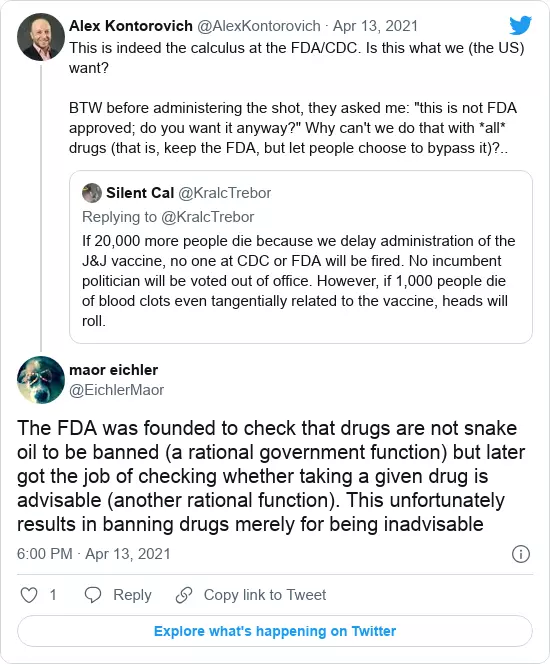 Alex Kontorovich @AlexKontorovich · Apr 13, 2021
This is indeed the calculus at the FDA/CDC. Is this what we (the US)
want?
BTW before administering the shot, they asked me: "this is not FDA
approved; do you want it anyway?" Why can't we do that with *all*
drugs (that is, keep the FDA, but let people choose to bypass it)?..
Silent Cal @KralcTrebor
Replying to @KralcTrebor
If 20,000 more people die because we delay administration of the
J&J vaccine, no one at CDC or FDA will be fired. No incumbent
politician will be voted out of office. However, if 1,000 people die
of blood clots even tangentially related to the vaccine, heads will
roll.
maor eichler
@EichlerMaor
The FDA was founded to check that drugs are not snake
oil to be banned (a rational government function) but later
got the job of checking whether taking a given drug is
advisable (another rational function). This unfortunately
results in banning drugs merely for being inadvisable
6:00 PM · Apr 13, 2021
1 Reply Copy link to Tweet
Explore what's happening on Twitter